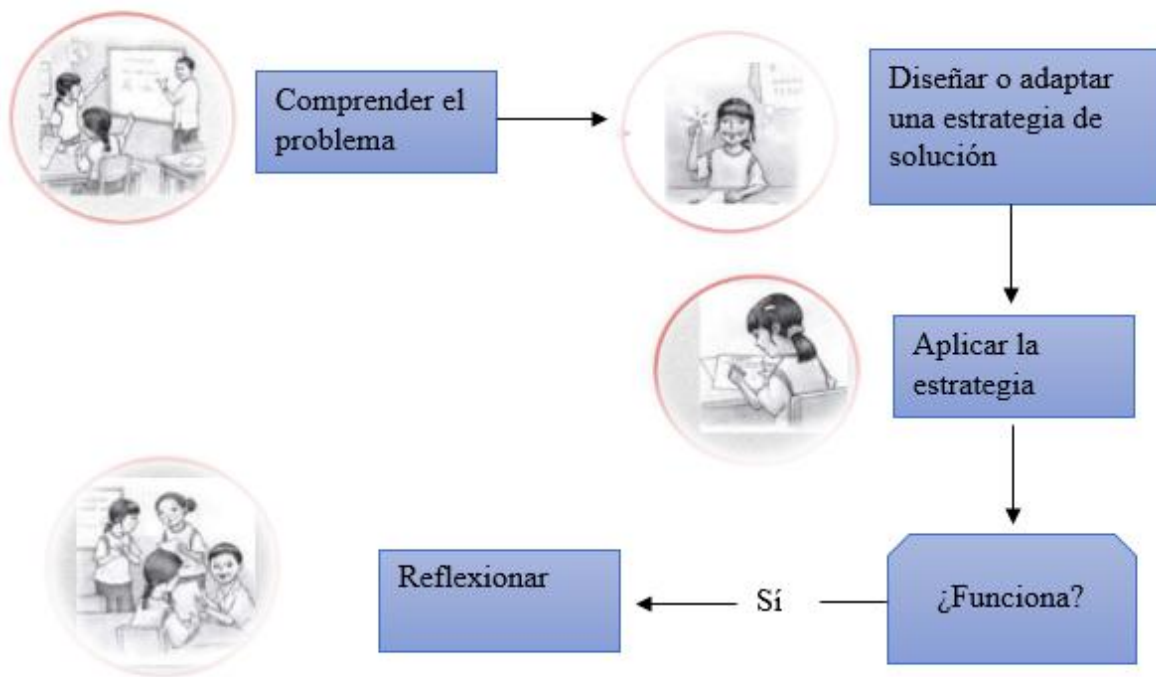 Comprender el
problema
Diseñar o adaptar
una estrategia de
solución
Aplicar la
estrategia
¿Funciona?
Sí
Reflexionar